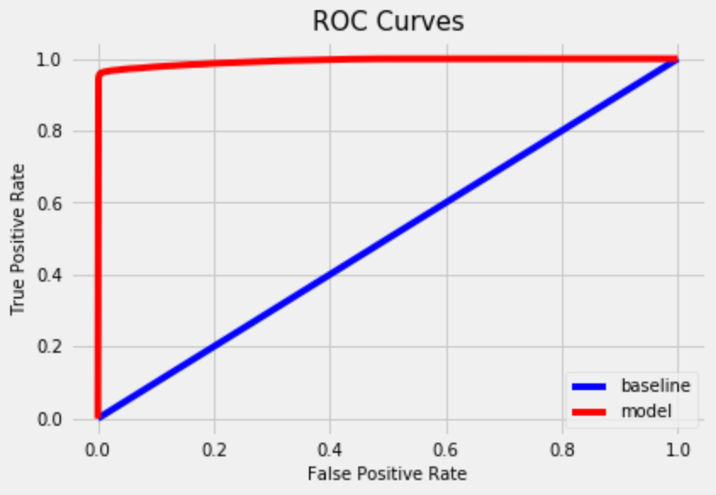 ROC Curves
True Positive Rate
1.0
0.8
0.6
0.4
0.2
0.0
0.0 0.2 0.4 0.6 0.8 1.0
False Positive Rate
baseline
model